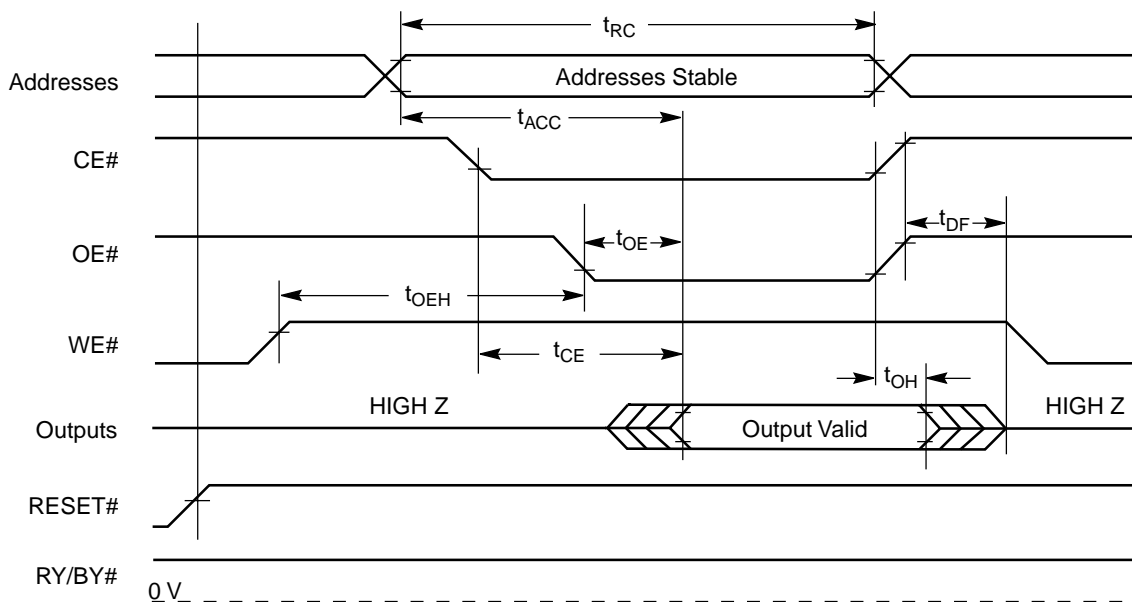 tRC
Addresses
Addresses Stable
tACC
CE#
tDF
OE#
tOE
tOEH
WE#
tCE
tOH
HIGH Z
HIGH Z
Outputs
Output Valid
RESET#
RY/BY#
0 V